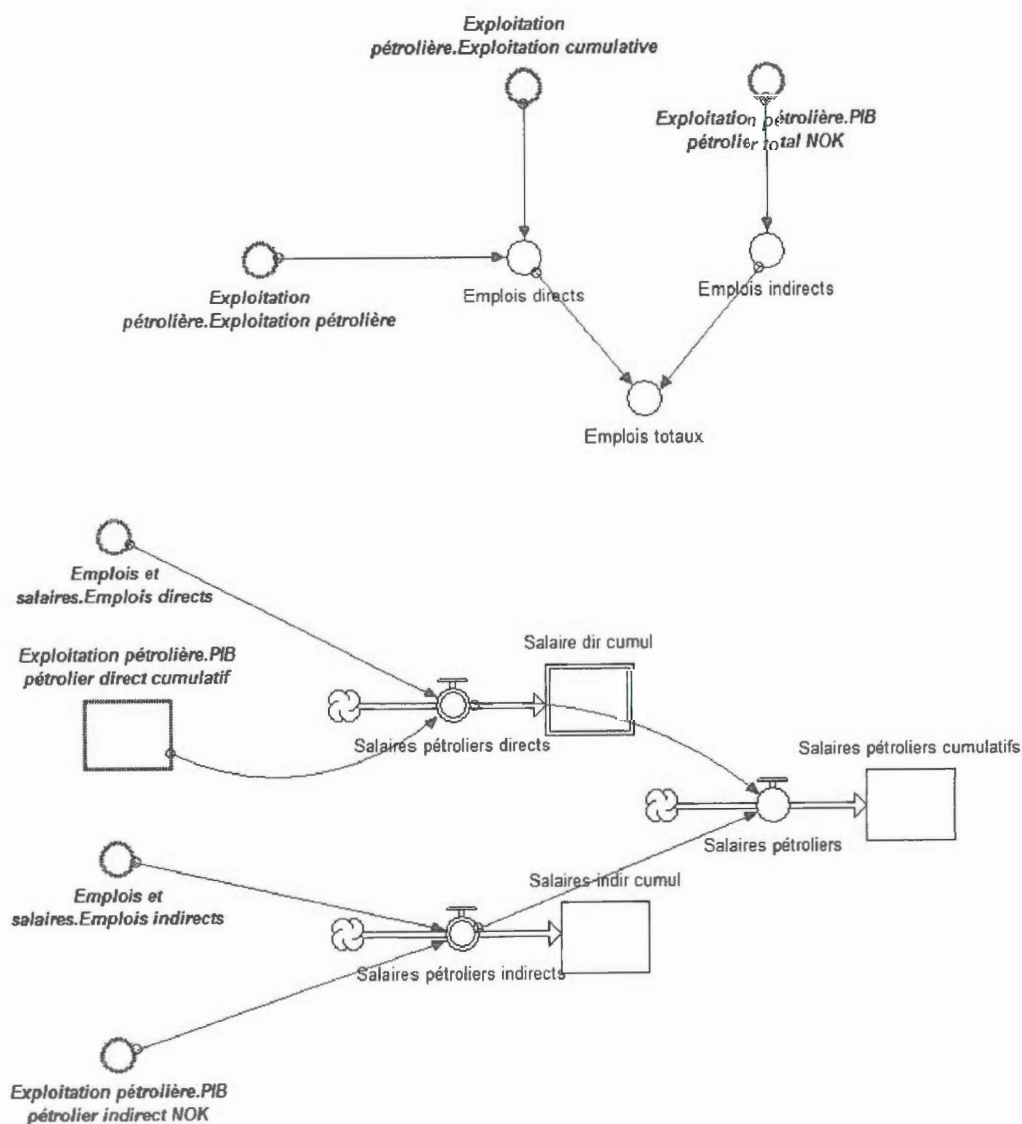 Exploitation
pétrolière.Exploitation cumulative
Exploitation pétrolière.PIB
pétrolier total NOK
Emplois directs
Emplois indirects
Exploitation
pétrolière.Exploitation pétrolière
Emplois totaux
Emplois et
salaires.Emplois directs
Exploitation pétrolière.PIB
pétrolier direct cumulatif
Salaire dir cumul
Salaires pétroliers directs
Salaires pétroliers cumulatifs
Salaires pétroliers
Emplois et
salaires.Emplois indirects
Salaires indir cumul
Salaires pétroliers indirects
Exploitation pétrolière.PIB
pétrolier indirect NOK